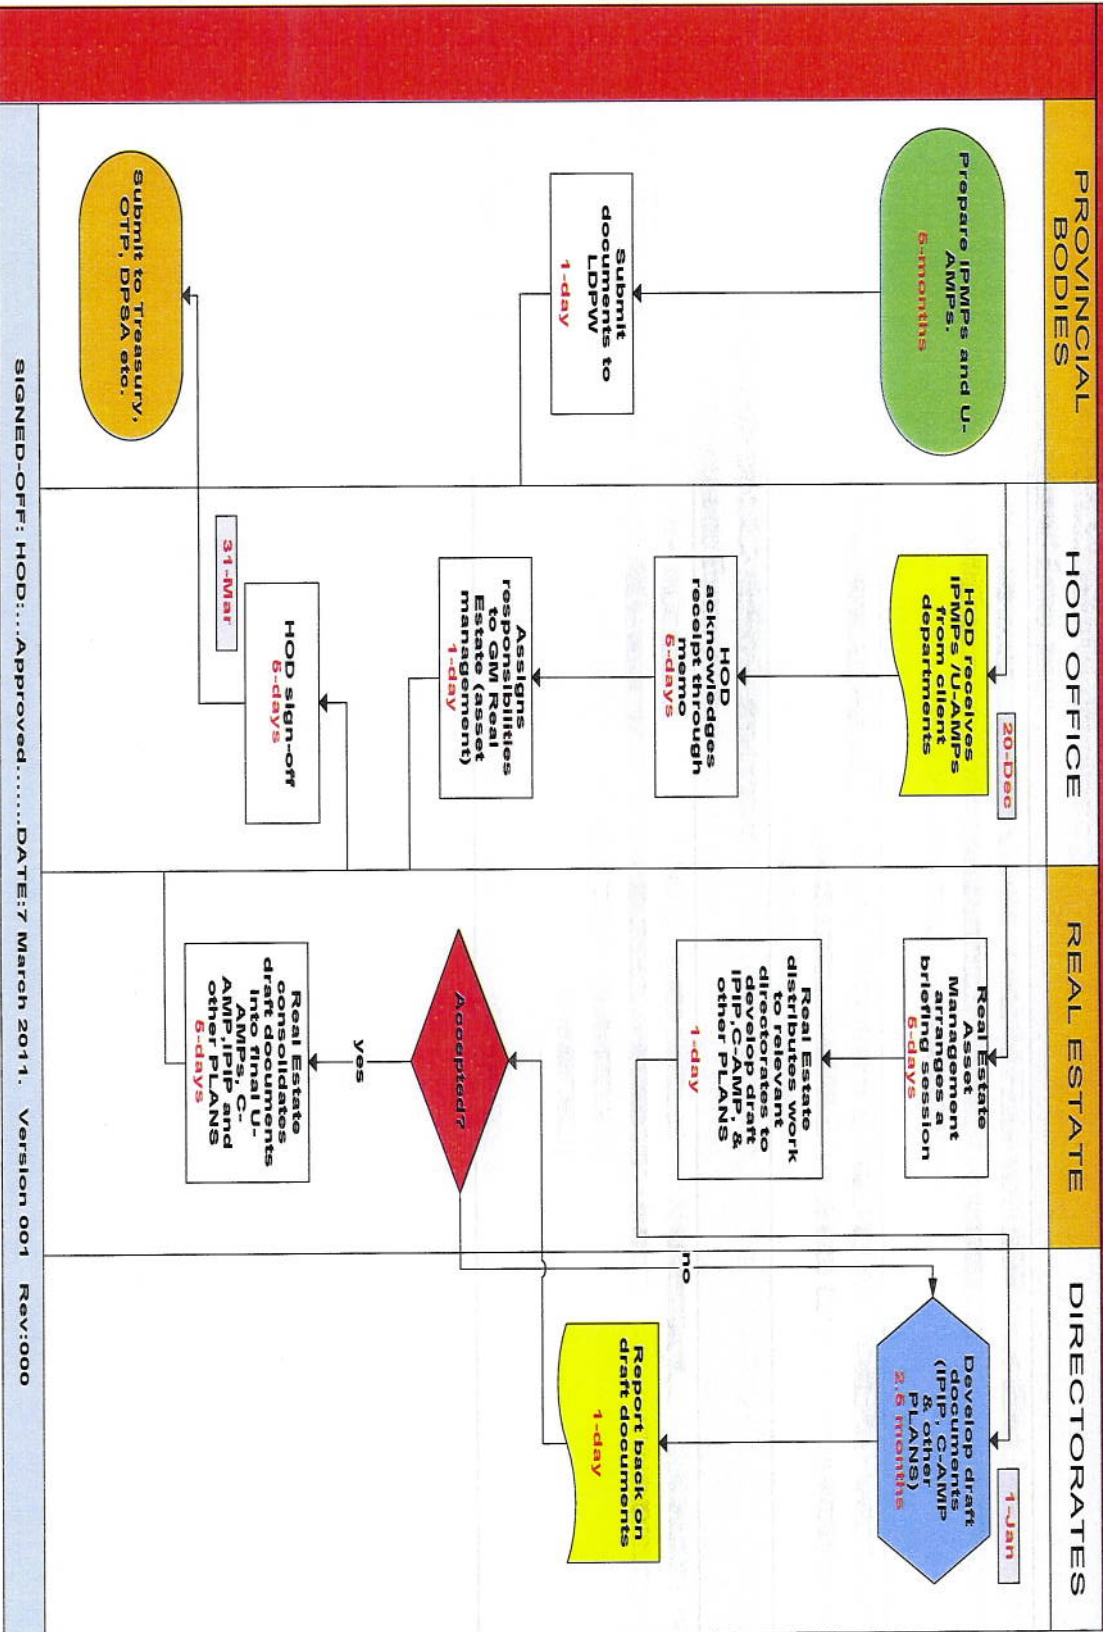 PROVINCIAL
BODIES
HOD OFFICE
REAL ESTATE
DIRECTORATES
Prepare IPMPs and U-
AMPs.
5-months
Submit
documents to
LDPW
1-day
Submit to Treasury,
OTP, DPSA etc.
20-Dec
HOD receives
IPMPs /U-AMPs
from client
departments
HOD
acknowledges
receipt through
memo
5-days
Assigns
responsibilities
to GM Real
Estate (asset
management)
1-day
HOD sign-off
5-days
31-Mar
Real Estate
Asset
Management
arranges a
briefing session
5-days
Real Estate
distributes work
to relevant
directorates to
develop draft
IPIP,C-AMP, &
other PLANS
1-day
Accepted?
yes
no
Real Estate
consolidates
draft documents
into final U-
AMPs, C-
AMP,IPIP and
other PLANS
5-days
1-Jan
Develop draft
documents
(IPIP, C-AMP
& other
PLANS)
2.5 months
Report back on
draft documents
1-day
SIGNED-OFF: HOD:...Approved.......DATE:7 March 2011. Version 001 Rev:000